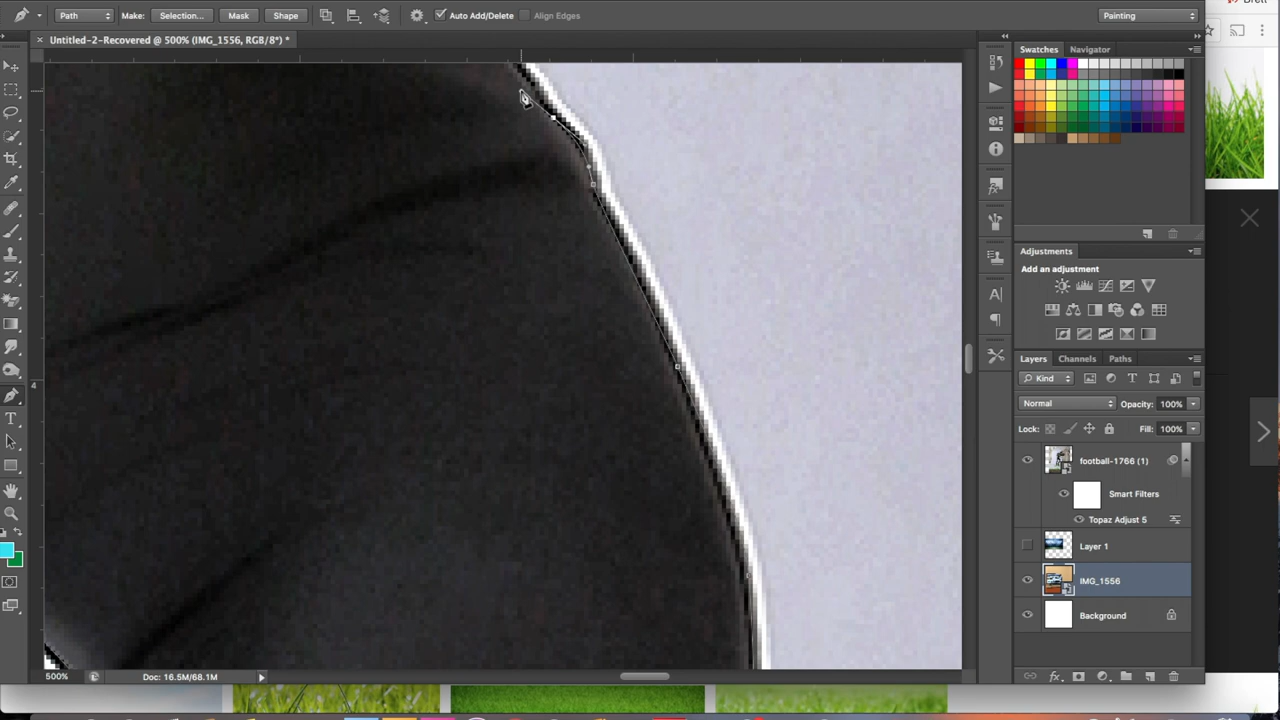 Path
Make:
Selection...
Mask
Shape
Auto Add/Delete
Align Edges
Painting
× Untitled-2-Recovered @ 500% (IMG_1556, RGB/8*) *
Swatches
Navigator
4
Adjustments
Add an adjustment
Layers
Channels
Paths
Kind
Normal
Opacity: 100%
Lock:
Fill: 100%
football-1766 (1)
Smart Filters
Topaz Adjust 5
Layer 1
IMG_1556
Background
500%
Doc: 16.5M/68.1M